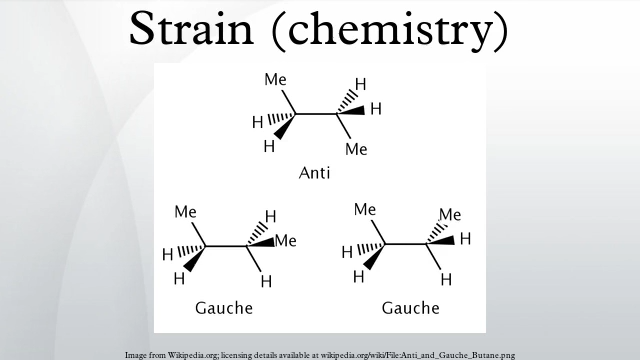 Strain (chemistry)
Me
H
H
H
H
Me
Anti
Me
H
Me
H
H
H
Gauche
Me
Me
H
H
H
H
Gauche
Image from Wikipedia.org; licensing details available at wikipedia.org/wiki/File:Anti_and_Gauche_Butane.png